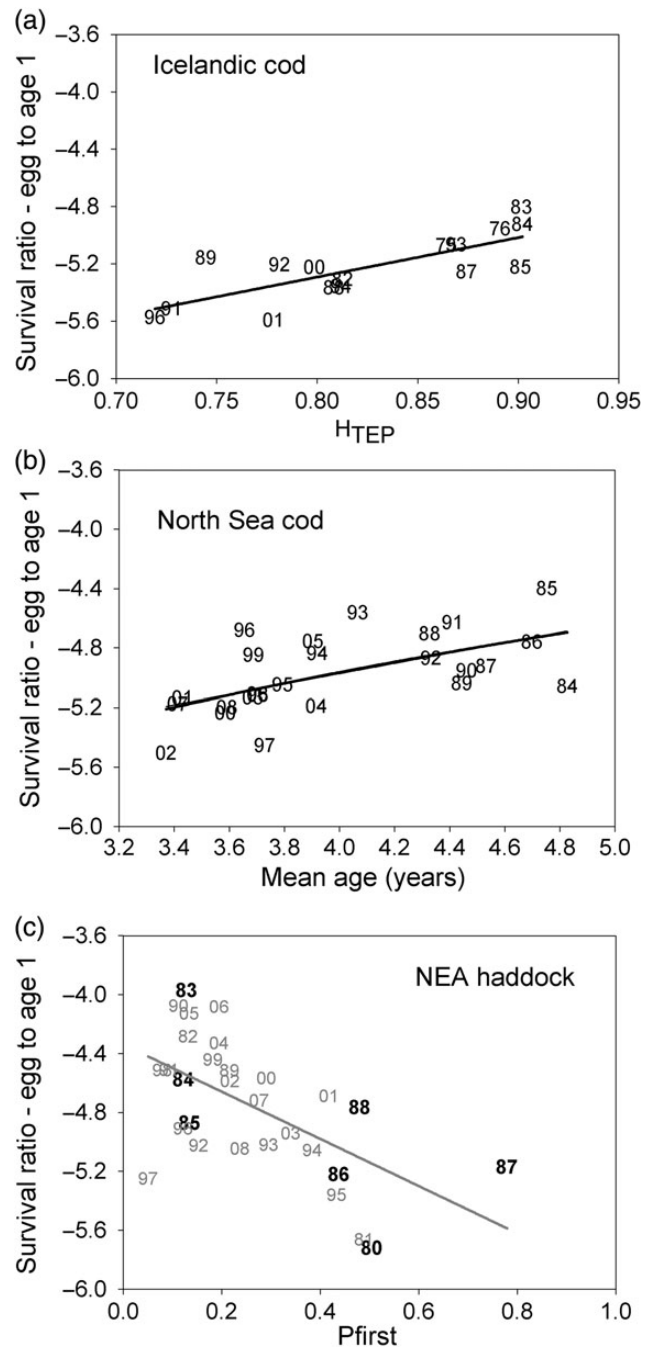 (a)
Icelandic cod
Survival ratio - egg to age 1
−3.6
−4.0
−4.4
−4.8
−5.2
−5.6
−6.0
83
76 84
93
89 92 00 87 85
82
91
96 01
0.70 0.75 0.80 0.85 0.90 0.95
HTEP
(b)
North Sea cod
Survival ratio - egg to age 1
−3.6
−4.0
−4.4
−4.8
−5.2
−5.6
−6.0
85
93
96 88 91
95 94 99 92 86
90 87
89 84
04
02 97
3.2 3.4 3.6 3.8 4.0 4.2 4.4 4.6 4.8 5.0
Mean age (years)
(c)
NEA haddock
Survival ratio - egg to age 1
−3.6
−4.0
−4.4
−4.8
−5.2
−5.6
−6.0
83
90 05 06
82 04
99
84 89 00
02
07 01
88
85
92 08 93 03 94
97 86 87
95
81
80
0.0 0.2 0.4 0.6 0.8 1.0
Pfirst